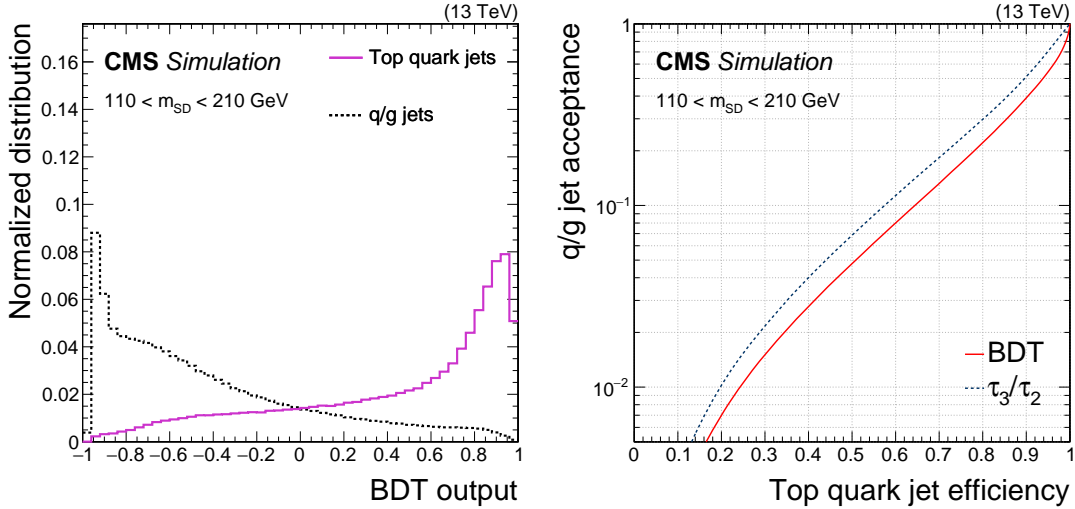 (13 TeV)
CMS Simulation
110 < m_SD < 210 GeV
Top quark jets
q/g jets
Normalized distribution
0.16
0.14
0.12
0.1
0.08
0.06
0.04
0.02
0
−1 −0.8 −0.6 −0.4 −0.2 0 0.2 0.4 0.6 0.8 1
BDT output
(13 TeV)
CMS Simulation
110 < m_SD < 210 GeV
q/g jet acceptance
1
10⁻¹
10⁻²
BDT
τ₃/τ₂
0 0.1 0.2 0.3 0.4 0.5 0.6 0.7 0.8 0.9 1
Top quark jet efficiency